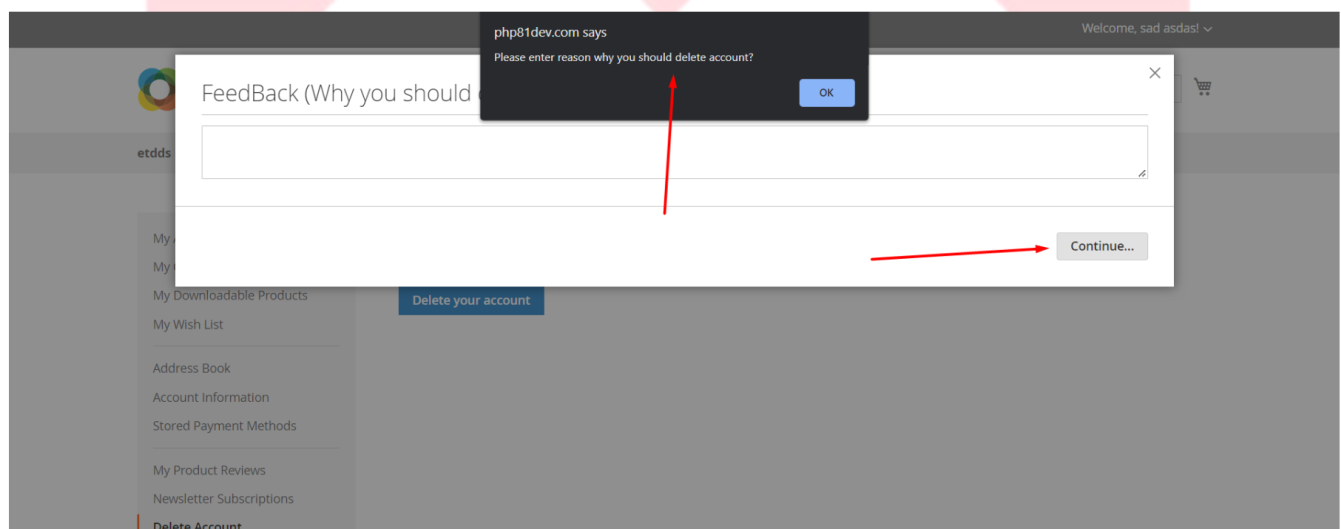 php81dev.com says
Please enter reason why you should delete account?
OK
Welcome, sad asdas!
FeedBack (Why you should
etdds
Continue...
My
My
My Downloadable Products
My Wish List
Delete your account
Address Book
Account Information
Stored Payment Methods
My Product Reviews
Newsletter Subscriptions
Delete Account